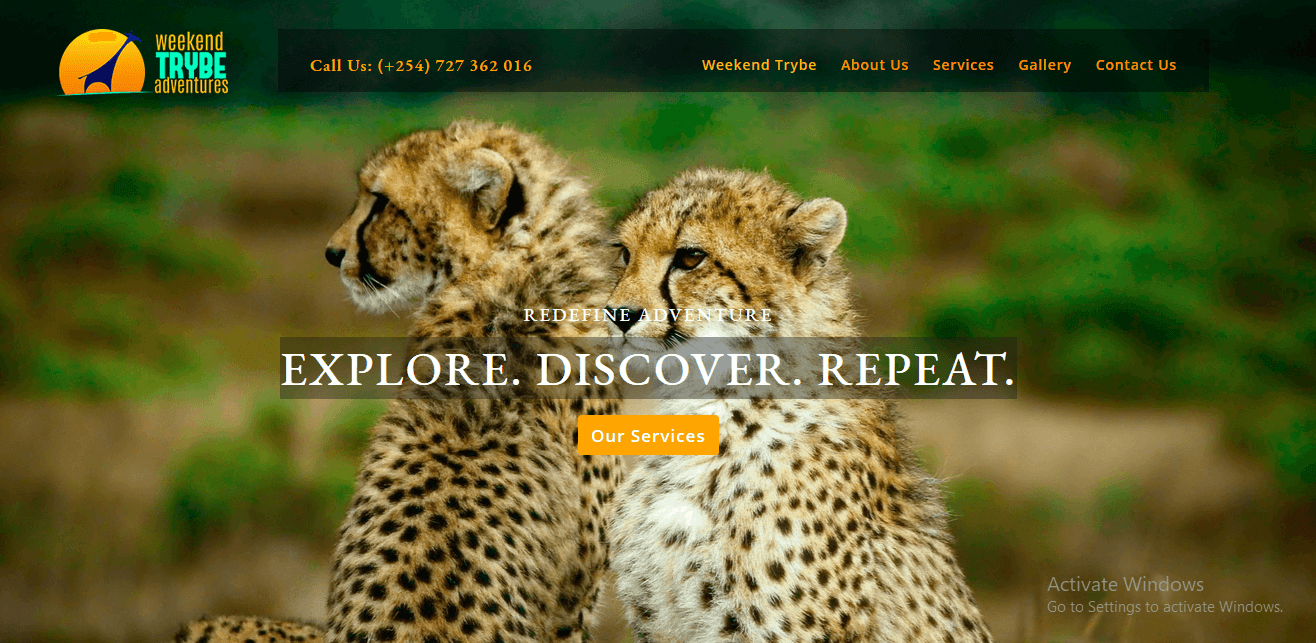 weekend
TRYBE
adventures
Call Us: (+254) 727 362 016
Weekend Trybe About Us Services Gallery Contact Us
REDEFINE ADVENTURE
EXPLORE. DISCOVER. REPEAT.
Our Services
Activate Windows
Go to Settings to activate Windows.